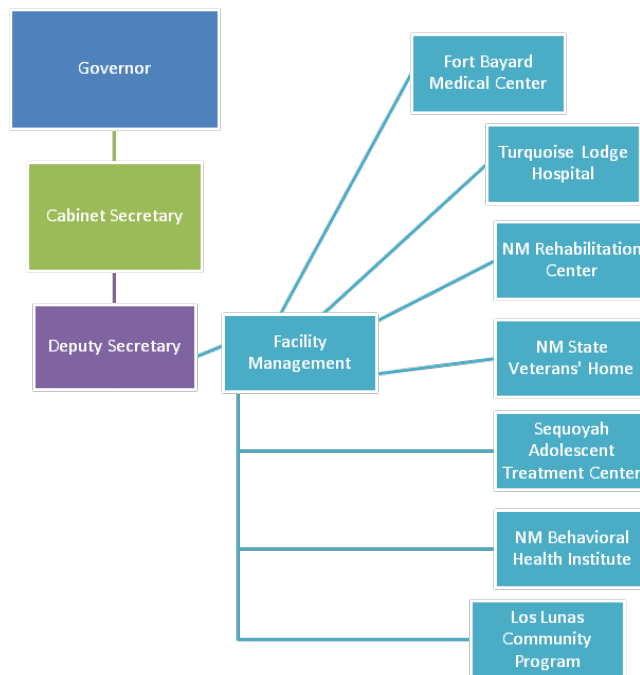 Governor
Fort Bayard
Medical Center
Turquoise Lodge
Hospital
Cabinet Secretary
NM Rehabilitation
Center
Deputy Secretary
Facility
Management
NM State
Veterans' Home
Sequoyah
Adolescent
Treatment Center
NM Behavioral
Health Institute
Los Lunas
Community
Program